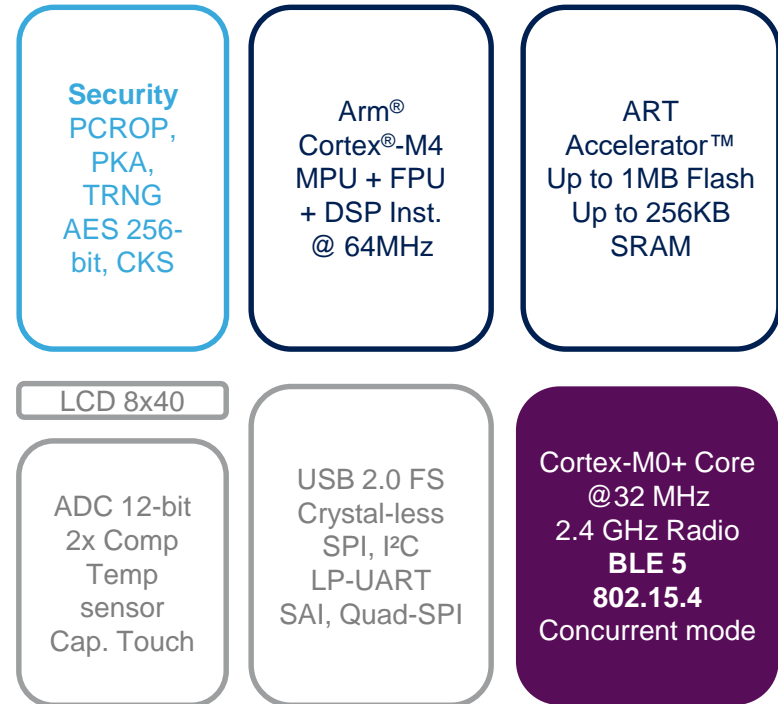 Security
PCROP,
PKA,
TRNG
AES 256-
bit, CKS
Arm®
Cortex®-M4
MPU + FPU
+ DSP Inst.
@ 64MHz
ART
Accelerator™
Up to 1MB Flash
Up to 256KB
SRAM
LCD 8x40
ADC 12-bit
2x Comp
Temp
sensor
Cap. Touch
USB 2.0 FS
Crystal-less
SPI, I²C
LP-UART
SAI, Quad-SPI
Cortex-M0+ Core
@32 MHz
2.4 GHz Radio
BLE 5
802.15.4
Concurrent mode